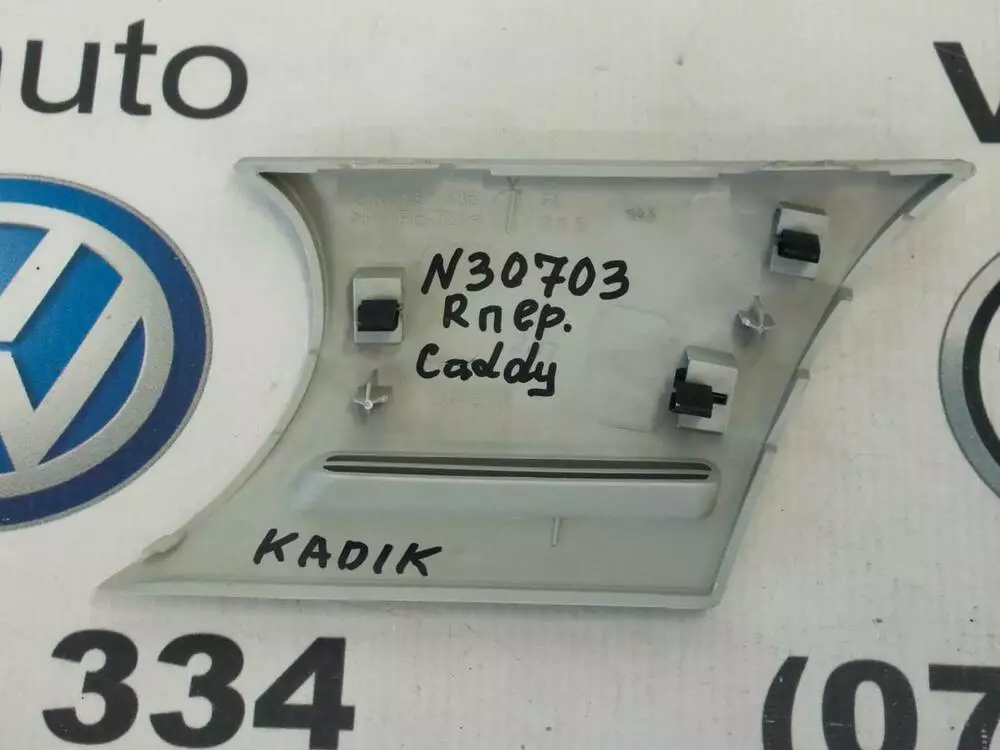 auto
V
N30703
Rпер.
Caddy
KADIK
334
(07